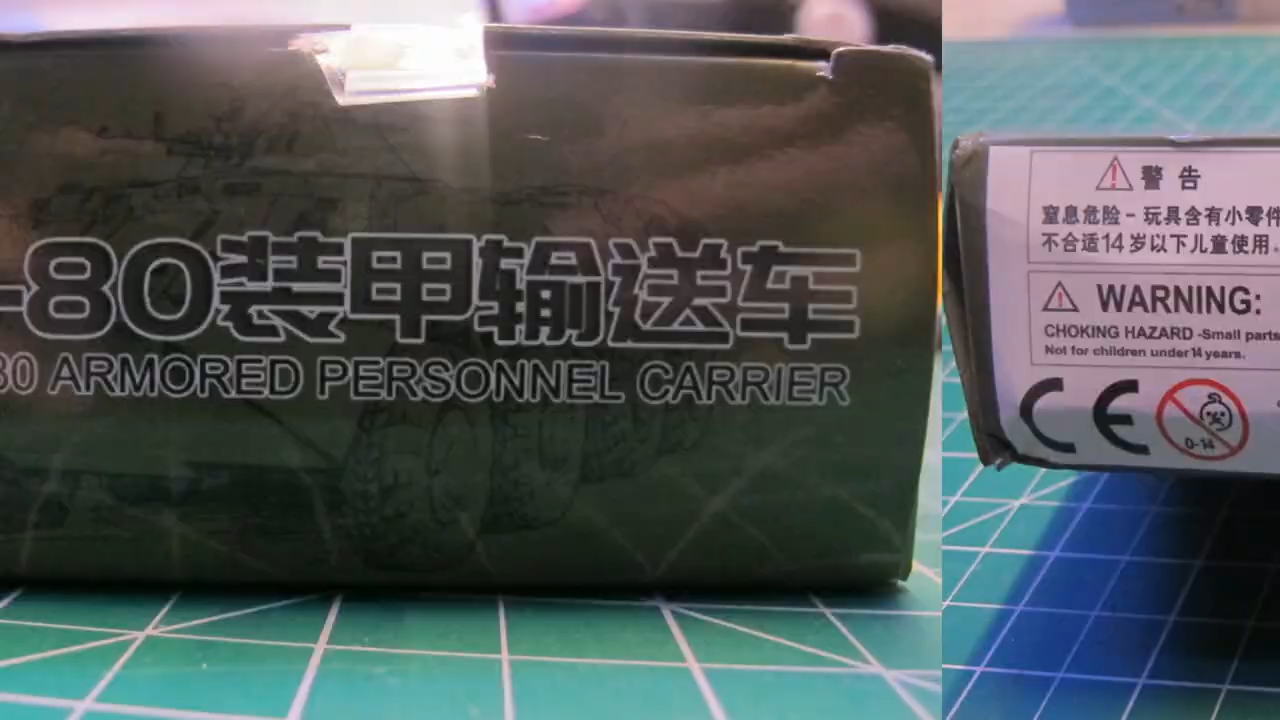 -80装甲输送车
80 ARMORED PERSONNEL CARRIER
警告
窒息危险 - 玩具含有小零件
不合适14岁以下儿童使用
WARNING:
CHOKING HAZARD -Small parts
Not for children under 14 years.
CE
0-14